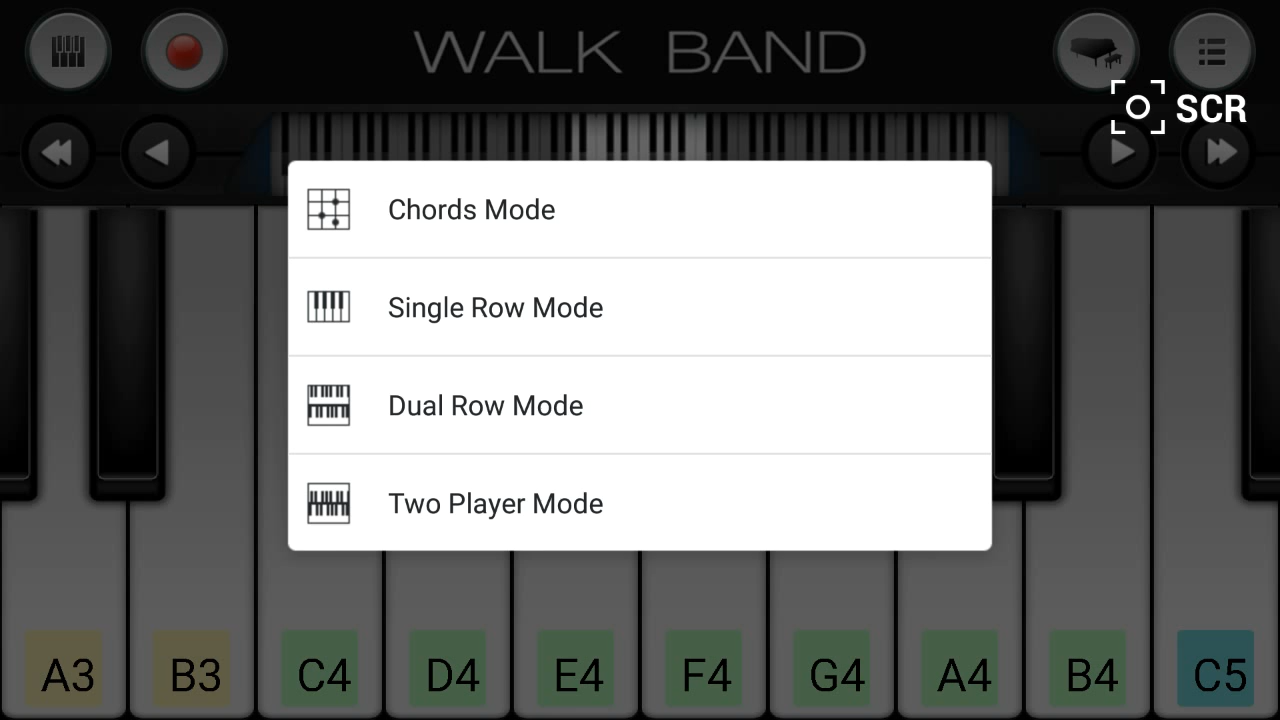 WALK BAND
SCR
Chords Mode
Single Row Mode
Dual Row Mode
Two Player Mode
A3 B3 C4 D4 E4 F4 G4 A4 B4 C5